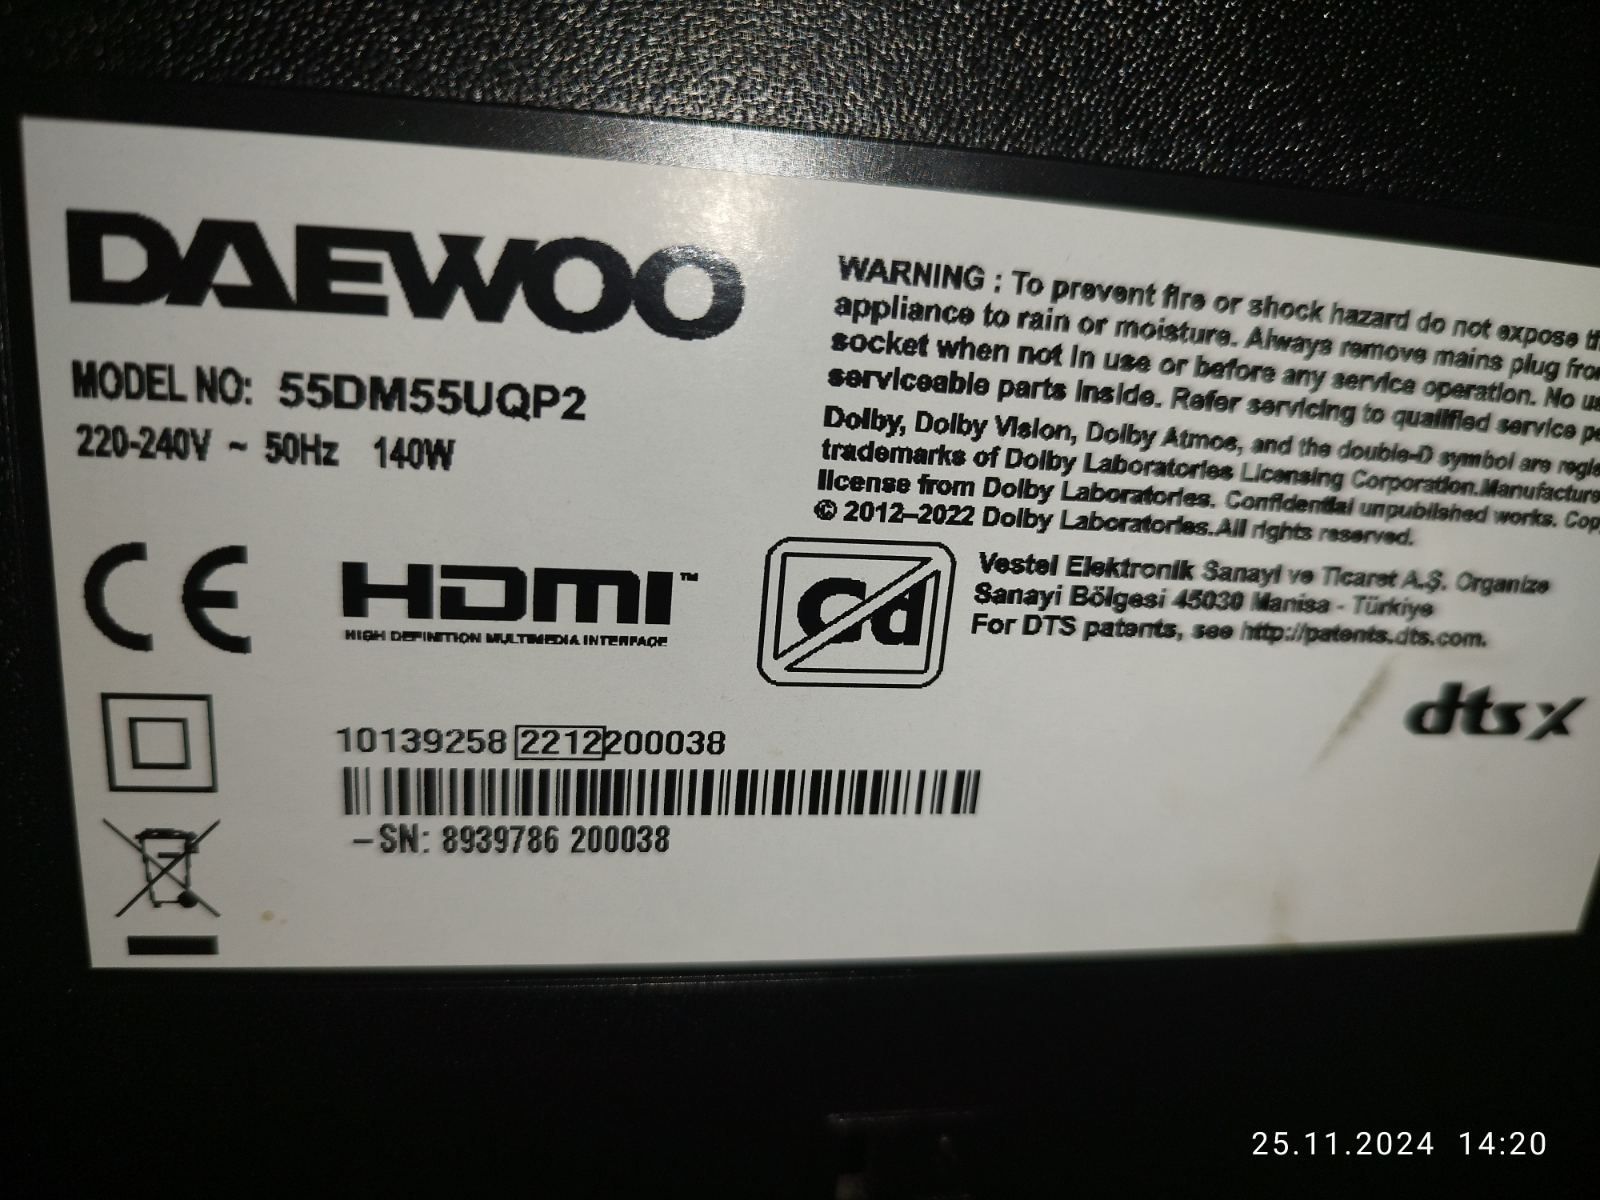 DAEWOO
MODEL NO: 55DM55UQP2
220-240V ~ 50Hz 140W
WARNING : To prevent fire or shock hazard do not expose
appliance to rain or moisture. Always remove mains plug
socket when not in use or before any service operation. No
serviceable parts inside. Refer servicing to qualified service
Dolby, Dolby Vision, Dolby Atmos, and the double-D symbol are
trademarks of Dolby Laboratories Licensing Corporation.
license from Dolby Laboratories. Confidential unpublished works.
© 2012–2022 Dolby Laboratories.All rights reserved.
CE
HDMI™
HIGH DEFINITION MULTIMEDIA INTERFACE
Cd
Vestel Elektronik Sanayi ve Ticaret A.Ş. Organize
Sanayi Bölgesi 45030 Manisa - Türkiye
For DTS patents, see http://patents.dts.com.
dts x
10139258 2212 200038
–SN: 8939786 200038
25.11.2024 14:20